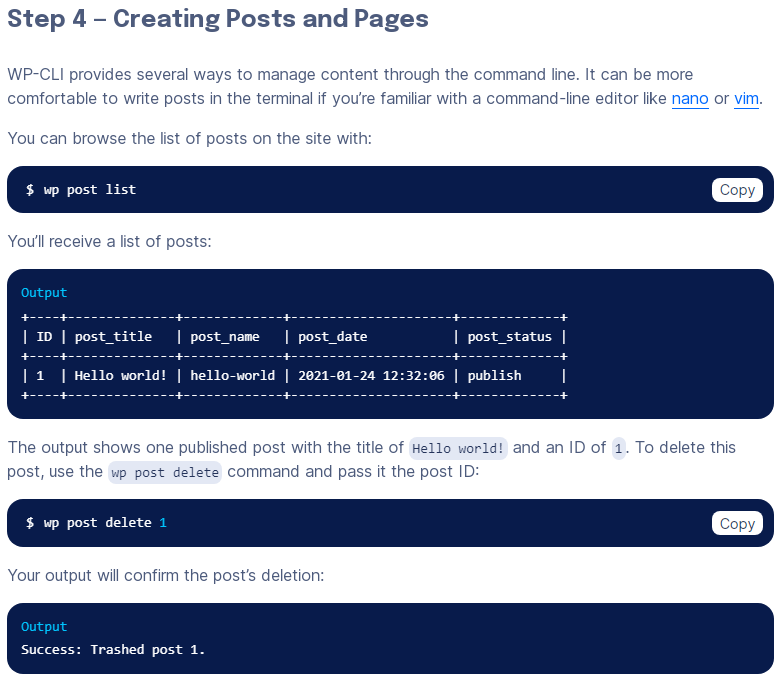 Step 4 — Creating Posts and Pages
WP-CLI provides several ways to manage content through the command line. It can be more
comfortable to write posts in the terminal if you’re familiar with a command-line editor like nano or vim.
You can browse the list of posts on the site with:
$ wp post list
Copy
You’ll receive a list of posts:
Output
+----+--------------+-------------+---------------------+-------------+
| ID | post_title   | post_name   | post_date           | post_status |
+----+--------------+-------------+---------------------+-------------+
| 1  | Hello world! | hello-world | 2021-01-24 12:32:06 | publish     |
+----+--------------+-------------+---------------------+-------------+
The output shows one published post with the title of Hello world! and an ID of 1. To delete this
post, use the wp post delete command and pass it the post ID:
$ wp post delete 1
Copy
Your output will confirm the post’s deletion:
Output
Success: Trashed post 1.